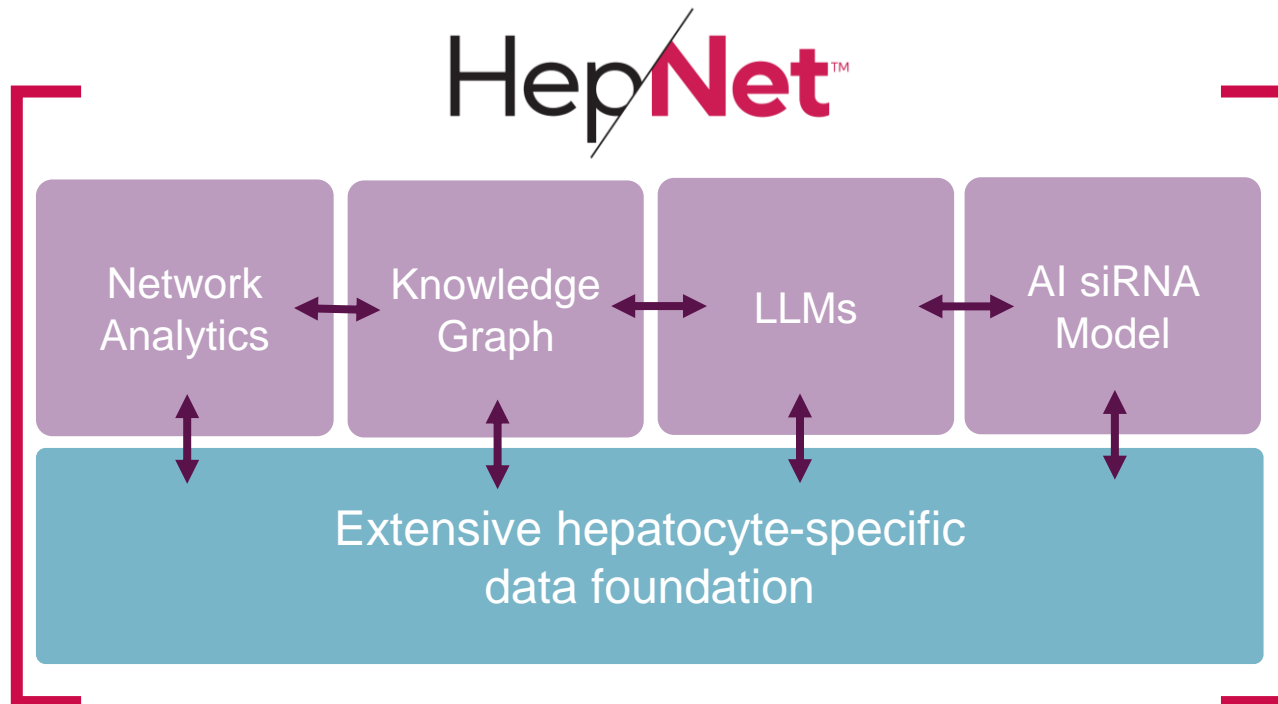 HepNet™
Network
Analytics
Knowledge
Graph
LLMs
AI siRNA
Model
Extensive hepatocyte-specific
data foundation